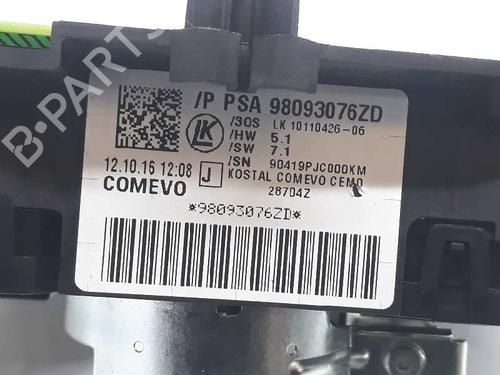 /P PSA 98093076ZD
/SOS LK 10110426-06
/HW 5.1
/SW 7.1
/SN 90419PJC000KM
12.10.16 12:08 J KOSTAL COMEVO CEMO
COMEVO 28704Z
*98093076ZD*
LK
B-PARTS